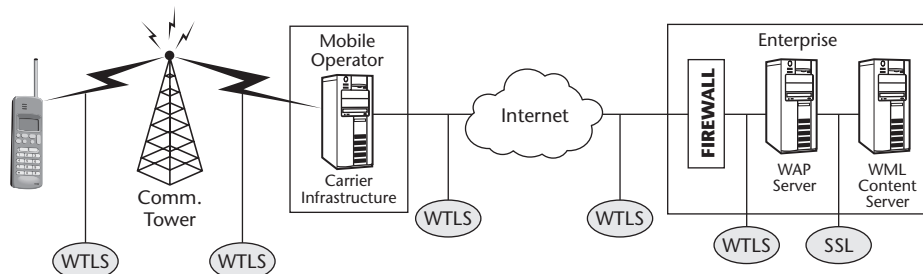 Mobile
Operator
Enterprise
FIREWALL
Internet
Comm.
Tower
Carrier
Infrastructure
WAP
Server
WML
Content
Server
WTLS
WTLS
WTLS
WTLS
WTLS
SSL